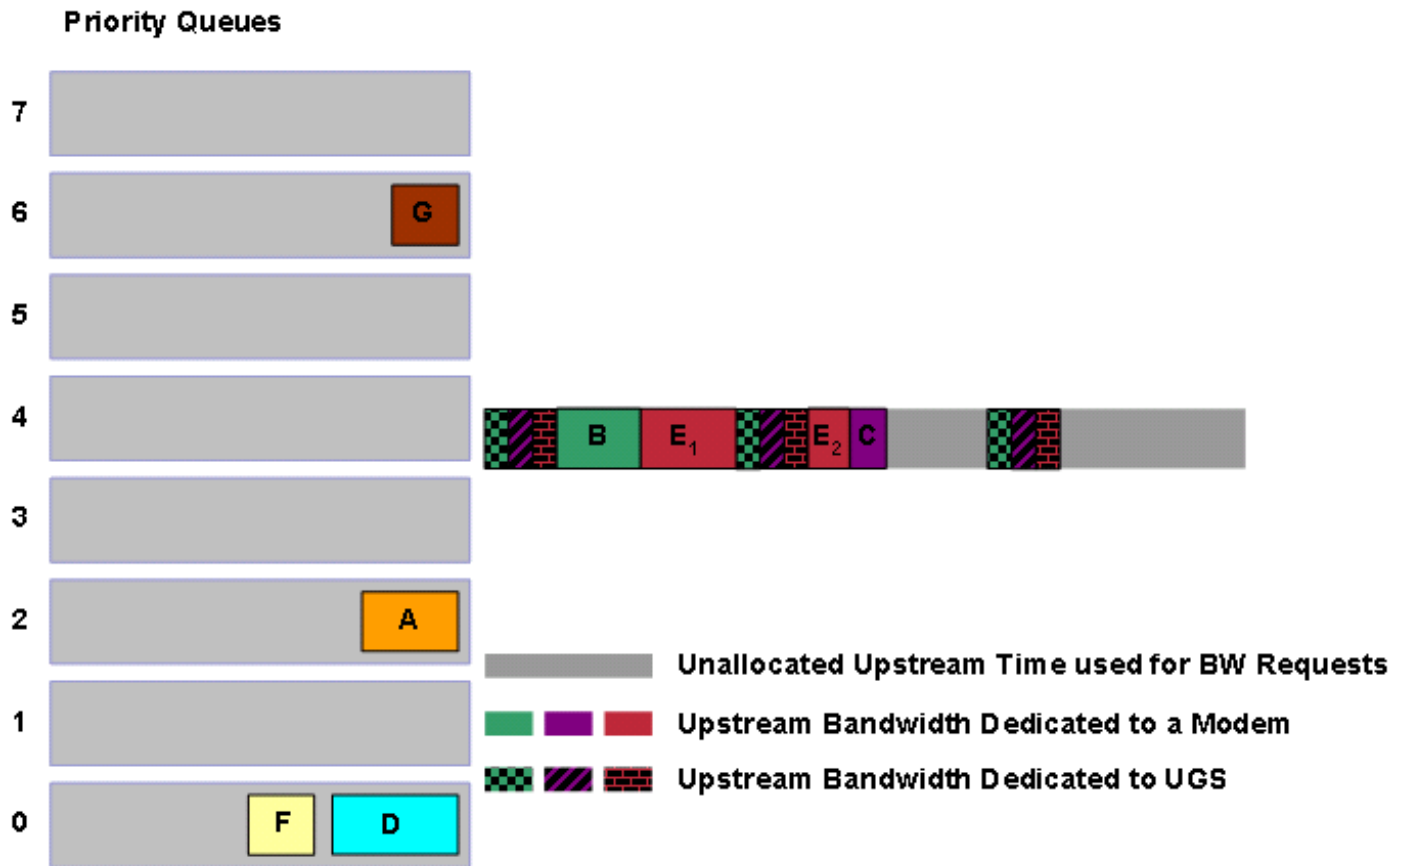 Priority Queues
7
6
G
5
4
B
E1
E2
C
3
2
A
Unallocated Upstream Time used for BW Requests
1
Upstream Bandwidth Dedicated to a Modem
Upstream Bandwidth Dedicated to UGS
0
F
D